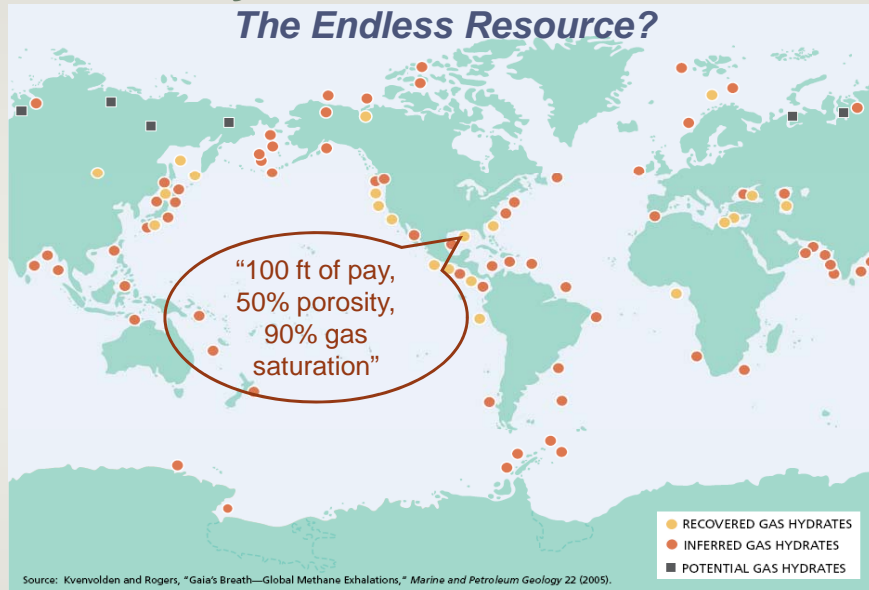 The Endless Resource?
“100 ft of pay,
50% porosity,
90% gas
saturation”
RECOVERED GAS HYDRATES
INFERRED GAS HYDRATES
POTENTIAL GAS HYDRATES
Source: Kvenvolden and Rogers, “Gaia's Breath—Global Methane Exhalations,” Marine and Petroleum Geology 22 (2005).